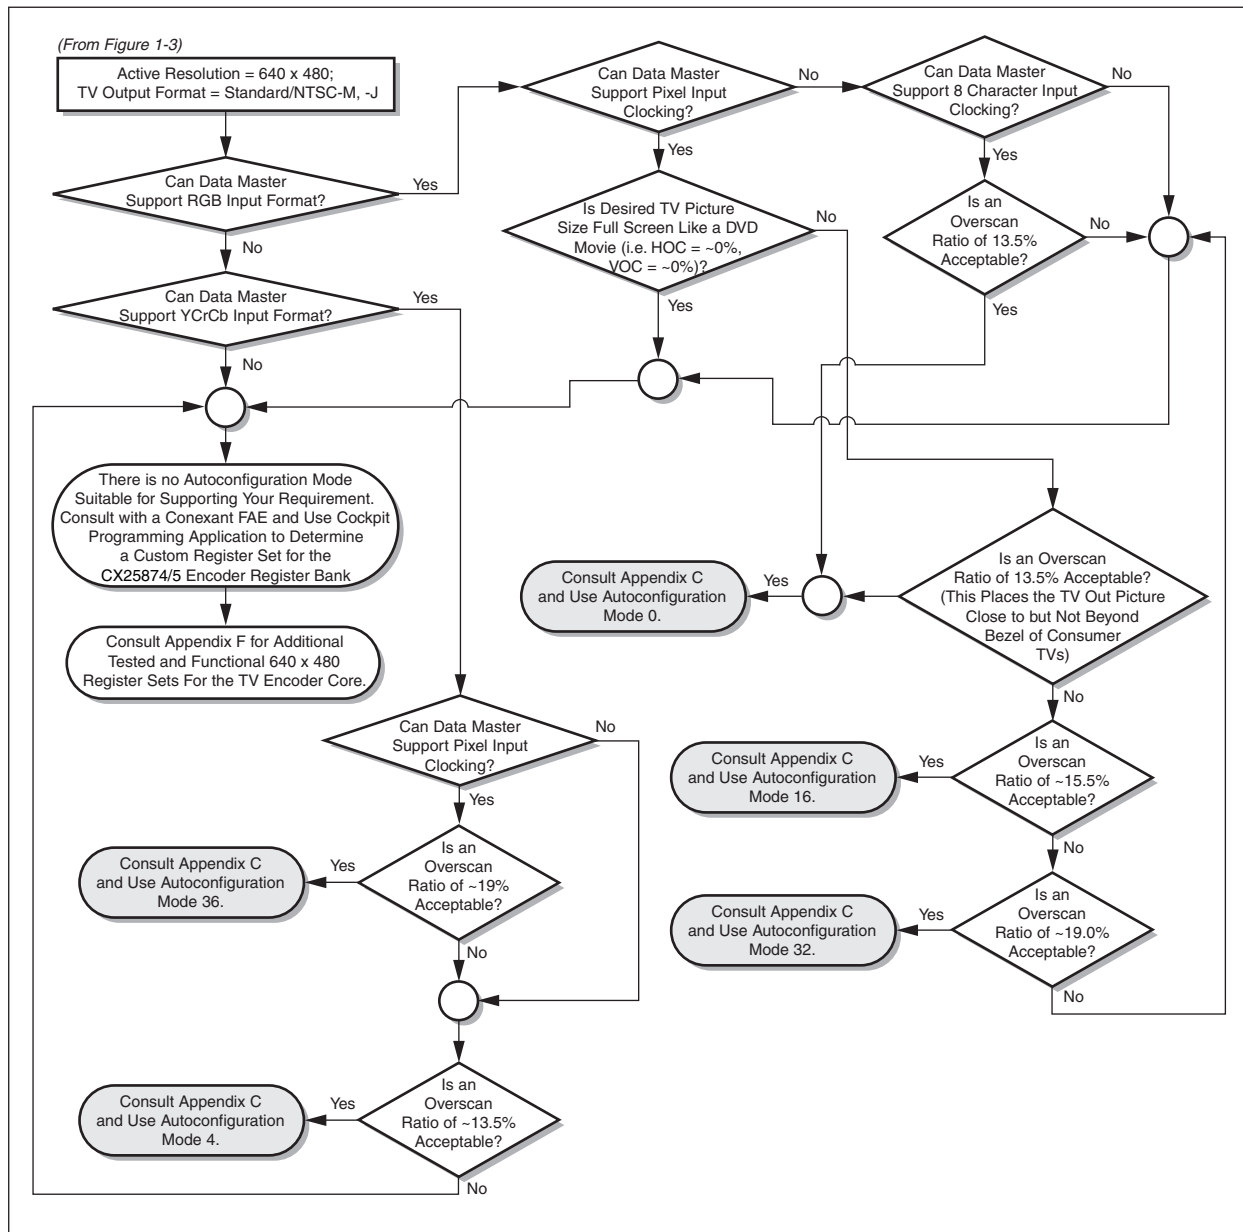 (From Figure 1-3)
Active Resolution = 640 x 480;
TV Output Format = Standard/NTSC-M, -J
Can Data Master
Support RGB Input Format?
Yes
No
Can Data Master
Support YCrCb Input Format?
Yes
No
There is no Autoconfiguration Mode
Suitable for Supporting Your Requirement.
Consult with a Conexant FAE and Use Cockpit
Programming Application to Determine
a Custom Register Set for the
CX25874/5 Encoder Register Bank
Consult Appendix F for Additional
Tested and Functional 640 x 480
Register Sets For the TV Encoder Core.
Can Data Master
Support Pixel Input
Clocking?
No
Yes
Can Data Master
Support 8 Character Input
Clocking?
No
Yes
Is Desired TV Picture
Size Full Screen Like a DVD
Movie (i.e. HOC = ~0%,
VOC = ~0%)?
No
Yes
Is an
Overscan
Ratio of 13.5%
Acceptable?
No
Yes
Is an Overscan
Ratio of 13.5% Acceptable?
(This Places the TV Out Picture
Close to but Not Beyond
Bezel of Consumer
TVs)
Yes
Consult Appendix C
and Use Autoconfiguration
Mode 0.
No
Is an
Overscan
Ratio of ~15.5%
Acceptable?
Yes
Consult Appendix C
and Use Autoconfiguration
Mode 16.
No
Is an
Overscan
Ratio of ~19.0%
Acceptable?
Yes
Consult Appendix C
and Use Autoconfiguration
Mode 32.
No
Can Data Master
Support Pixel Input
Clocking?
No
Yes
Is an
Overscan
Ratio of ~19%
Acceptable?
Yes
Consult Appendix C
and Use Autoconfiguration
Mode 36.
No
Is an
Overscan
Ratio of ~13.5%
Acceptable?
Yes
Consult Appendix C
and Use Autoconfiguration
Mode 4.
No